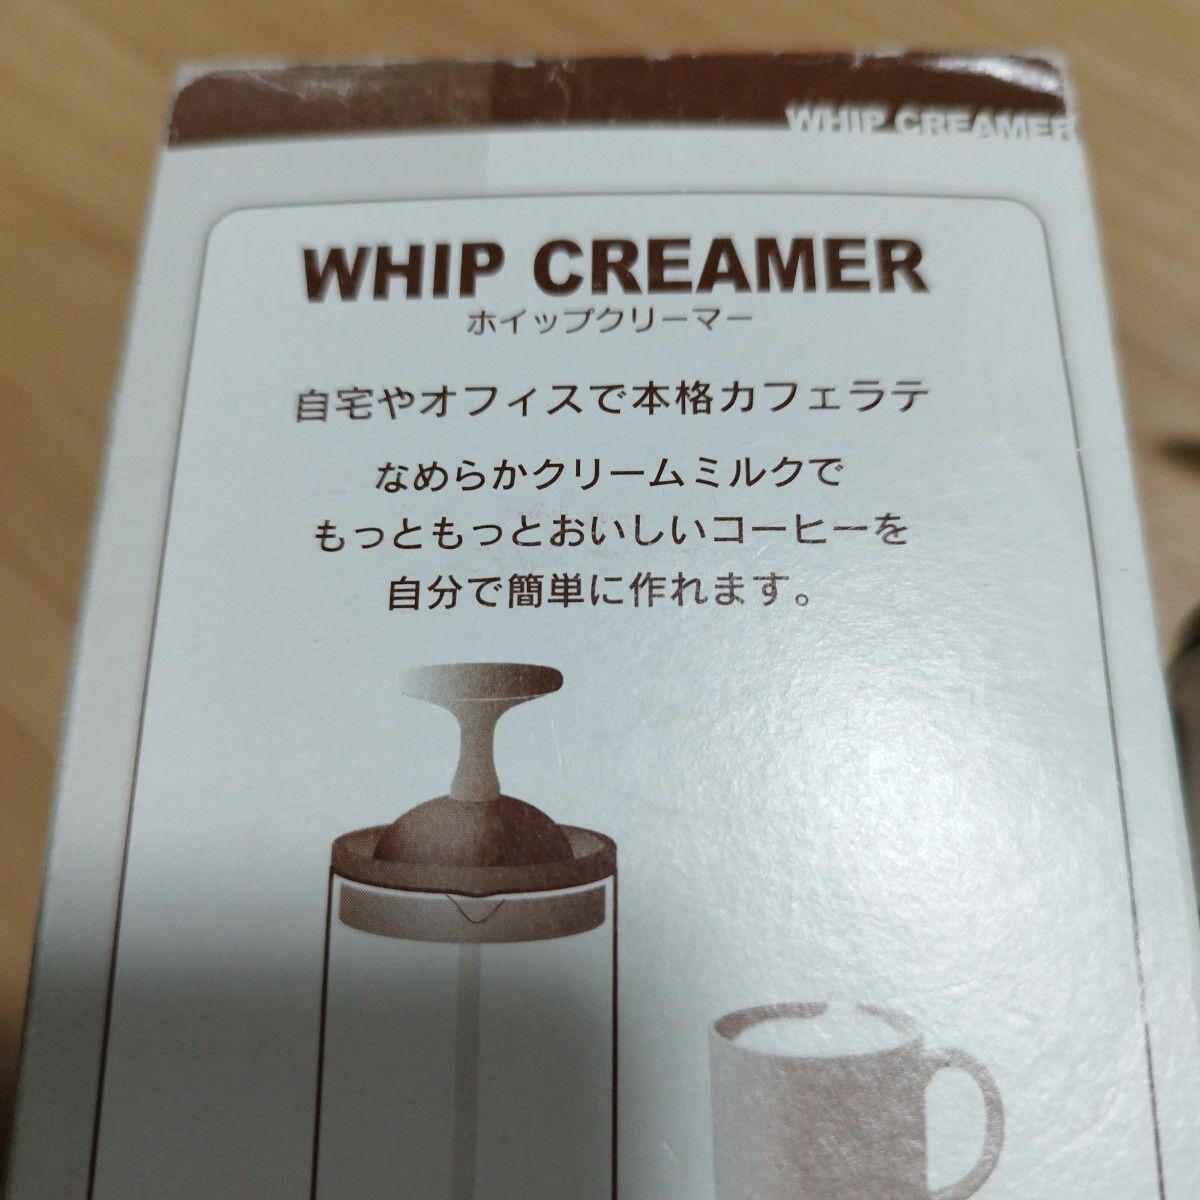 WHIP CREAMER
WHIP CREAMER
ホイップクリーマー
自宅やオフィスで本格カフェラテ
なめらかクリームミルクで
もっともっとおいしいコーヒーを
自分で簡単に作れます。